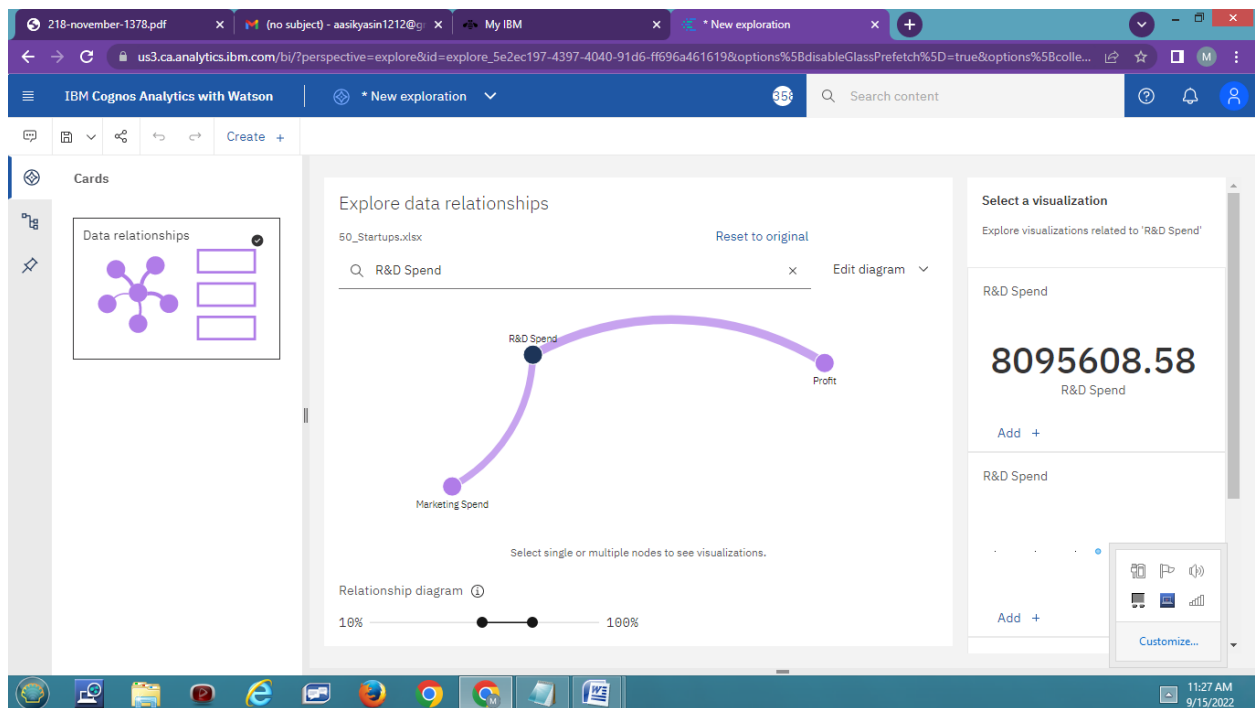 218-november-1378.pdf
(no subject) - aasikyasin1212@g
My IBM
* New exploration
us3.ca.analytics.ibm.com/bi/?perspective=explore&id=explore_5e2ec197-4397-4040-91d6-ff696a461619&options%5BdisableGlassPrefetch%5D=true&options%5Bcolle...
M
IBM Cognos Analytics with Watson
* New exploration
Search content
Create +
Cards
Data relationships
Explore data relationships
50_Startups.xlsx
Reset to original
R&D Spend
Edit diagram
R&D Spend
Profit
Marketing Spend
Select single or multiple nodes to see visualizations.
Relationship diagram
10%
100%
Select a visualization
Explore visualizations related to 'R&D Spend'
R&D Spend
8095608.58
R&D Spend
Add +
R&D Spend
Add +
Customize...
11:27 AM
9/15/2022